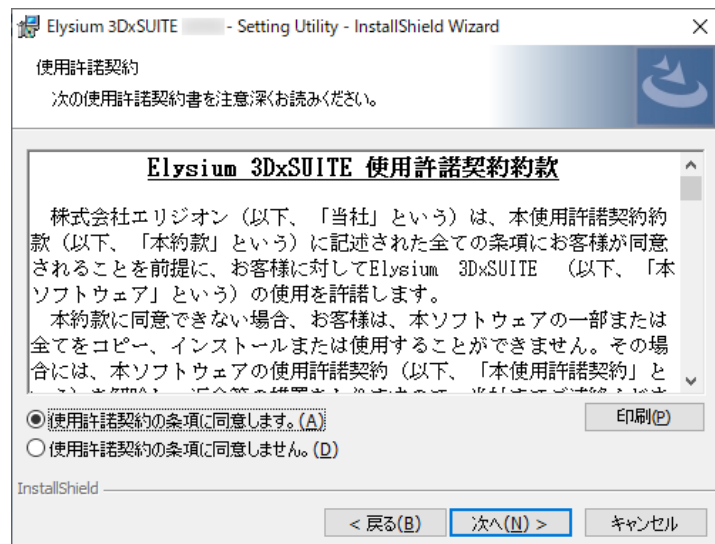 Elysium 3DxSUITE - Setting Utility - InstallShield Wizard
使用許諾契約
次の使用許諾契約書を注意深くお読みください。
Elysium 3DxSUITE 使用許諾契約約款
株式会社エリジオン（以下、「当社」という）は、本使用許諾契約約
款（以下、「本約款」という）に記述された全ての条項にお客様が同意
されることを前提に、お客様に対してElysium 3DxSUITE （以下、「本
ソフトウェア」という）の使用を許諾します。
本約款に同意できない場合、お客様は、本ソフトウェアの一部または
全てをコピー、インストールまたは使用することができません。その場
合には、本ソフトウェアの使用許諾契約（以下、「本使用許諾契約」と
使用許諾契約の条項に同意します。(A)
印刷(P)
使用許諾契約の条項に同意しません。(D)
InstallShield
< 戻る(B)
次へ(N) >
キャンセル